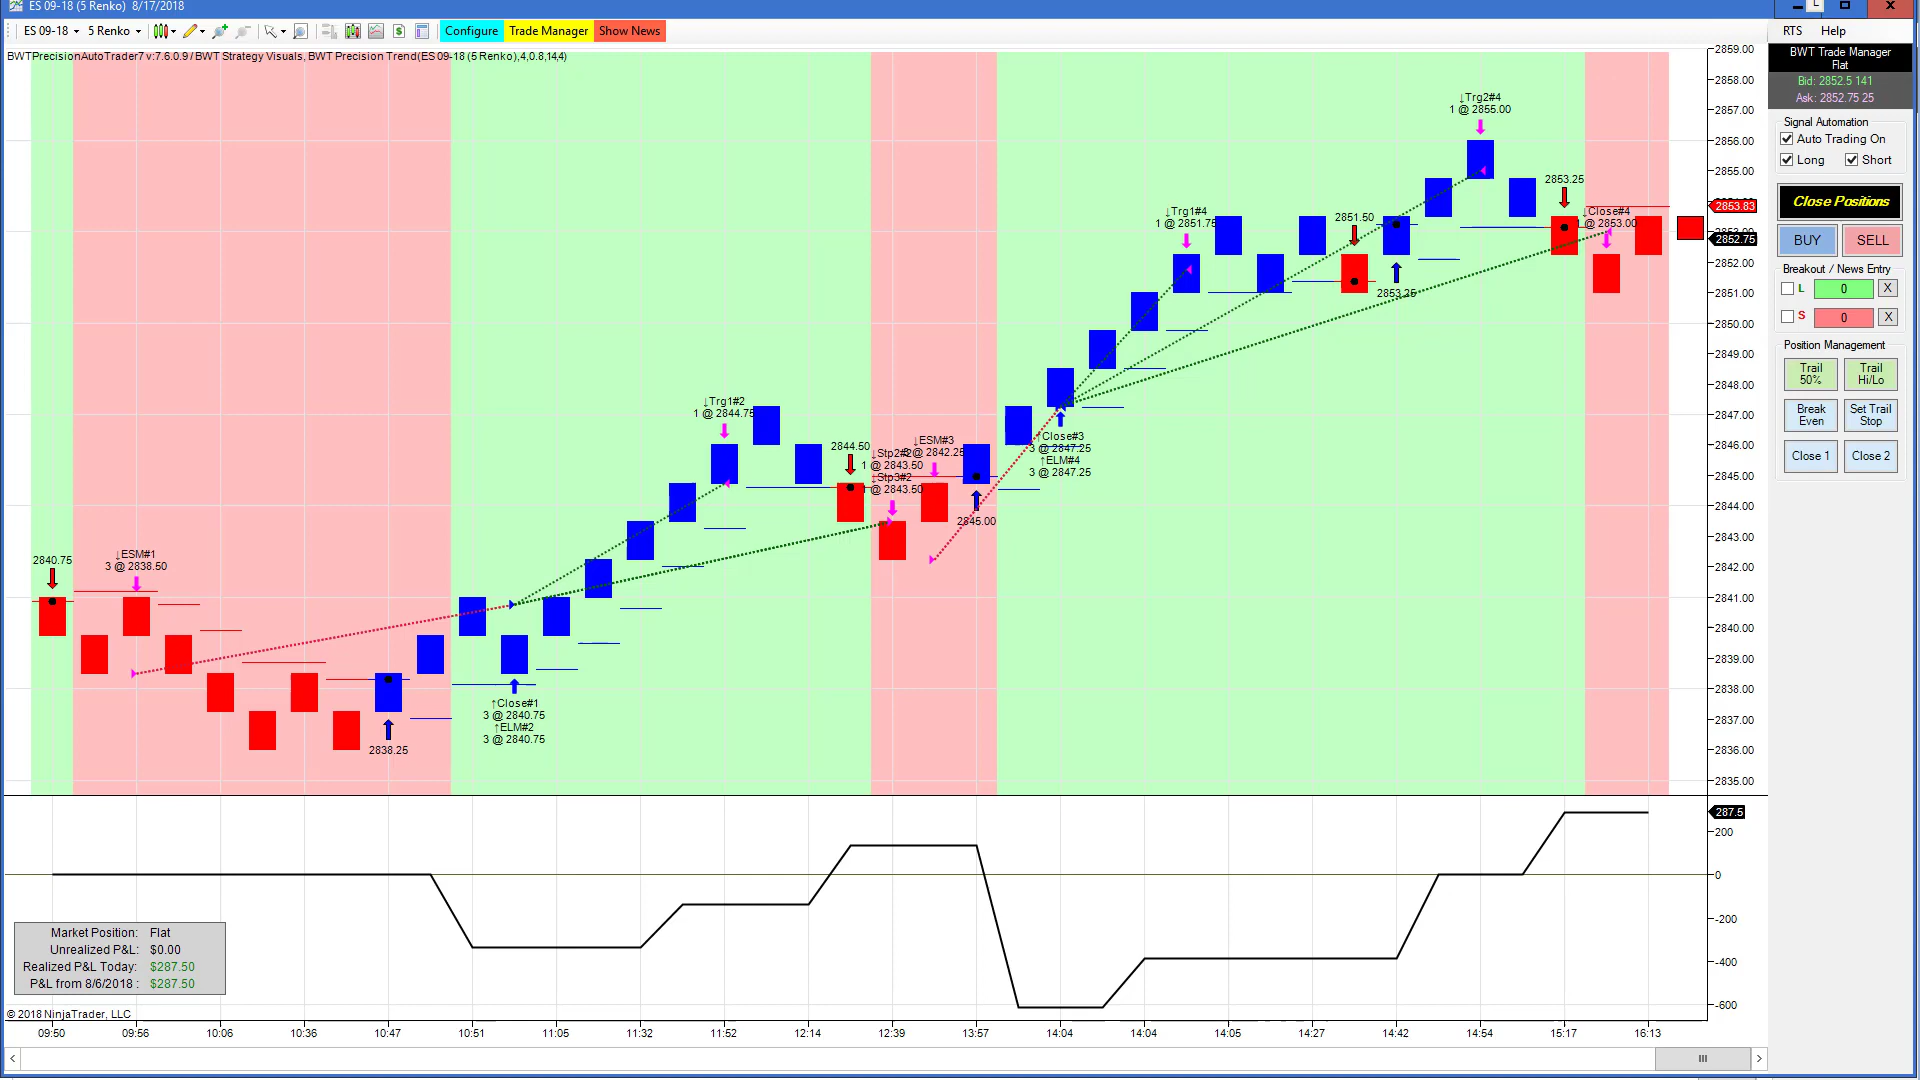 ES 09-18 (5 Renko)  8/17/2018
ES 09-18  5 Renko  Configure  Trade Manager  Show News
BWTPrecisionAutoTrader7 v:7.6.0.9 / BWT Strategy Visuals, BWT Precision Trend(ES 09-18 (5 Renko),4,0.8,14,4)
2840.75
↓ESM#1
3 @ 2838.50
2838.25
↑Close#1
3 @ 2840.75
↑ELM#2
3 @ 2840.75
↓Trg1#2
1 @ 2844.75
2844.50
↓Stp2#2
1 @ 2843.50
↓Stp3#2
1 @ 2843.50
↓ESM#3
3 @ 2842.25
2845.00
↑Close#3
3 @ 2847.25
↑ELM#4
3 @ 2847.25
↓Trg1#4
1 @ 2851.75
2851.50
2853.25
↓Trg2#4
1 @ 2855.00
2853.25
↓Close#4
1 @ 2853.00
2859.00
2858.00
2857.00
2856.00
2855.00
2853.83
2853.00
2852.75
2852.00
2851.00
2850.00
2849.00
2848.00
2847.00
2846.00
2845.00
2844.00
2843.00
2842.00
2841.00
2840.00
2839.00
2838.00
2837.00
2836.00
2835.00
287.5
200
0
-200
-400
-600
Market Position: Flat
Unrealized P&L: $0.00
Realized P&L Today: $287.50
P&L from 8/6/2018 : $287.50
© 2018 NinjaTrader, LLC
09:50 09:56 10:06 10:36 10:47 10:51 11:05 11:32 11:52 12:14 12:39 13:57 14:04 14:04 14:05 14:27 14:42 14:54 15:17 16:13
L
RTS Help
BWT Trade Manager
Flat
Bid: 2852.5 141
Ask: 2852.75 25
Signal Automation
Auto Trading On
Long Short
Close Positions
BUY SELL
Breakout / News Entry
L 0 X
S 0 X
Position Management
Trail 50%
Trail Hi/Lo
Break Even
Set Trail Stop
Close 1 Close 2